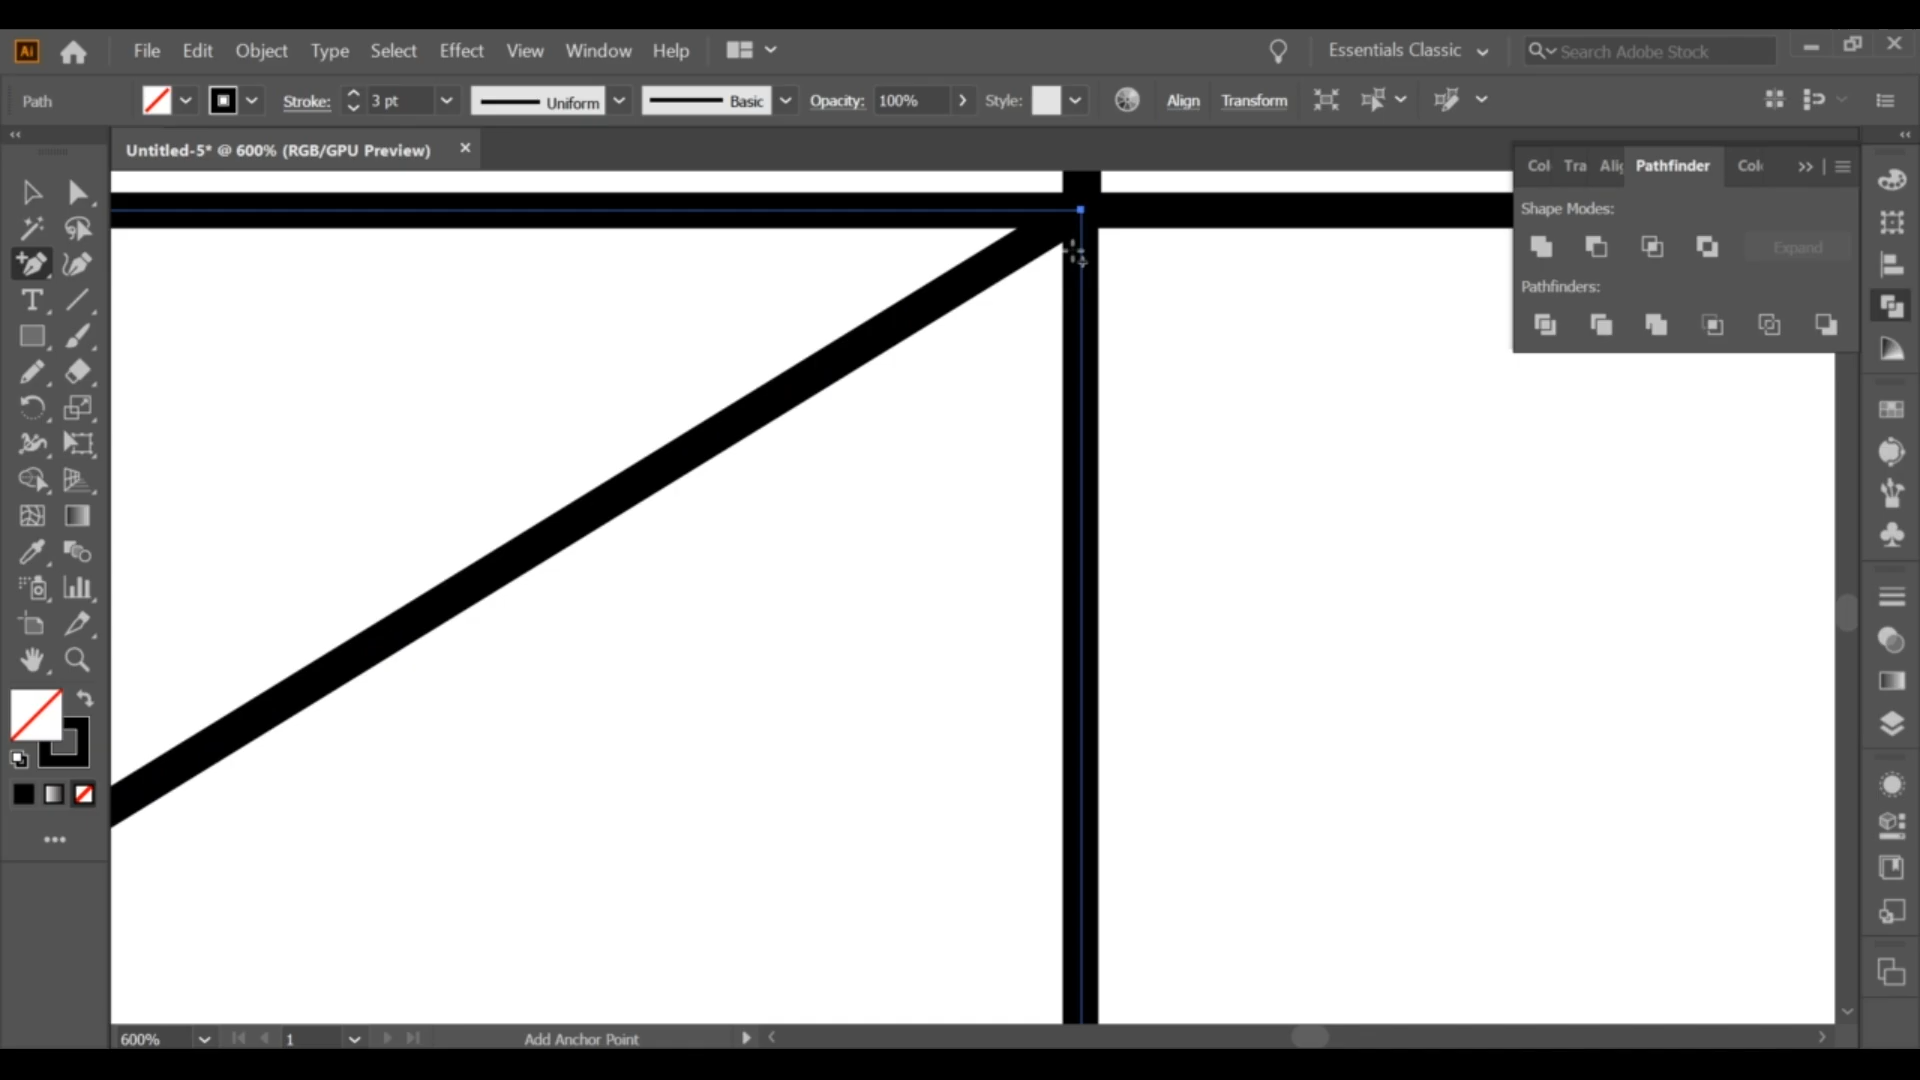 Ai File Edit Object Type Select Effect View Window Help Essentials Classic Search Adobe Stock
Path Stroke: 3 pt Uniform Basic Opacity: 100% Style: Align Transform
Untitled-5* @ 600% (RGB/GPU Preview)
Col Tra Alig Pathfinder Col
Shape Modes:
Expand
Pathfinders:
600% 1 Add Anchor Point